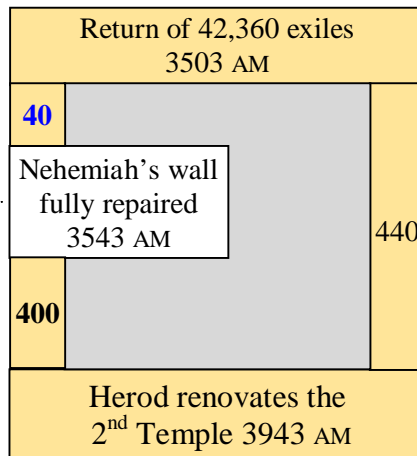 Return of 42,360 exiles
3503 AM
40
Nehemiah's wall
fully repaired
3543 AM
440
400
Herod renovates the
2nd Temple 3943 AM